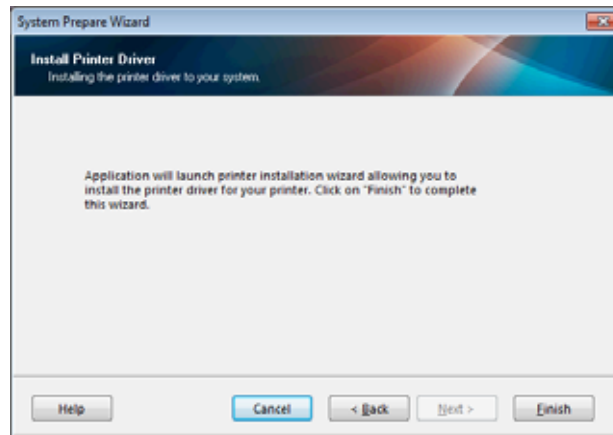 System Prepare Wizard
Install Printer Driver
Installing the printer driver to your system.
Application will launch printer installation wizard allowing you to
install the printer driver for your printer. Click on "Finish" to complete
this wizard.
Help Cancel < Back Next > Finish